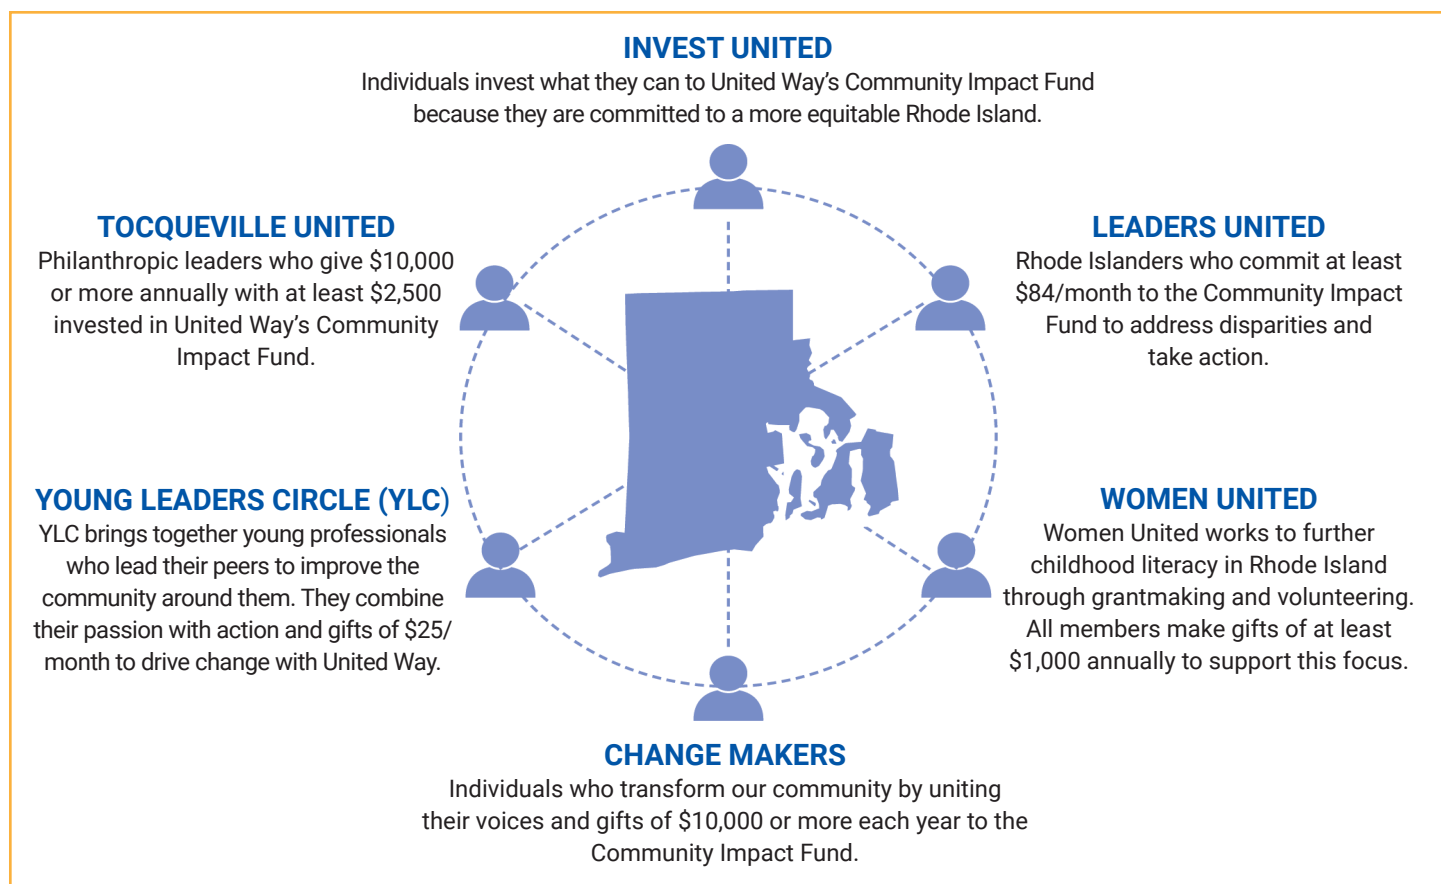 INVEST UNITED
Individuals invest what they can to United Way’s Community Impact Fund
because they are committed to a more equitable Rhode Island.
TOCQUEVILLE UNITED
Philanthropic leaders who give $10,000
or more annually with at least $2,500
invested in United Way’s Community
Impact Fund.
LEADERS UNITED
Rhode Islanders who commit at least
$84/month to the Community Impact
Fund to address disparities and
take action.
YOUNG LEADERS CIRCLE (YLC)
YLC brings together young professionals
who lead their peers to improve the
community around them. They combine
their passion with action and gifts of $25/
month to drive change with United Way.
WOMEN UNITED
Women United works to further
childhood literacy in Rhode Island
through grantmaking and volunteering.
All members make gifts of at least
$1,000 annually to support this focus.
CHANGE MAKERS
Individuals who transform our community by uniting
their voices and gifts of $10,000 or more each year to the
Community Impact Fund.